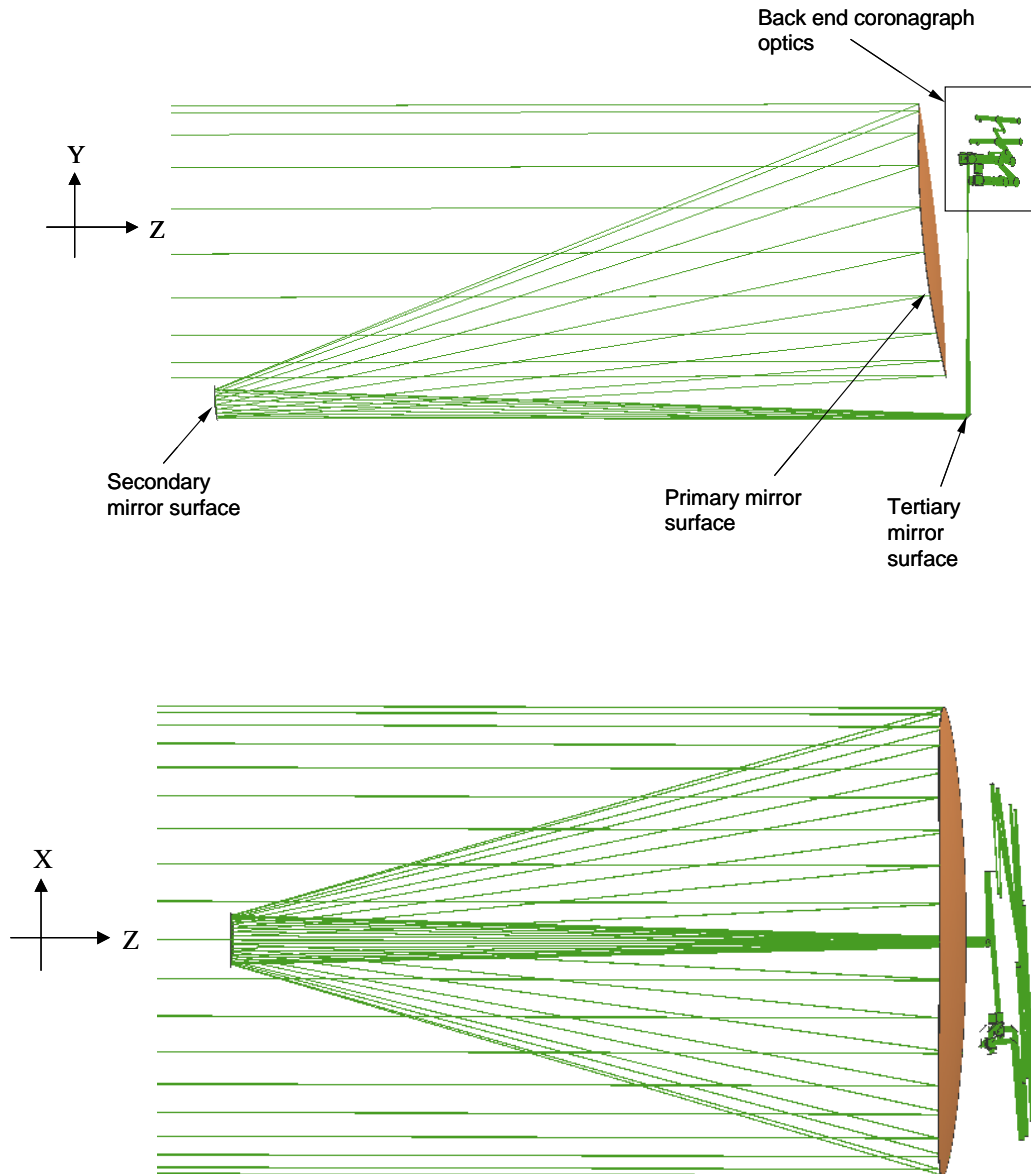 Back end coronagraph
optics
Y
Z
Secondary
mirror surface
Primary mirror
surface
Tertiary
mirror
surface
X
Z